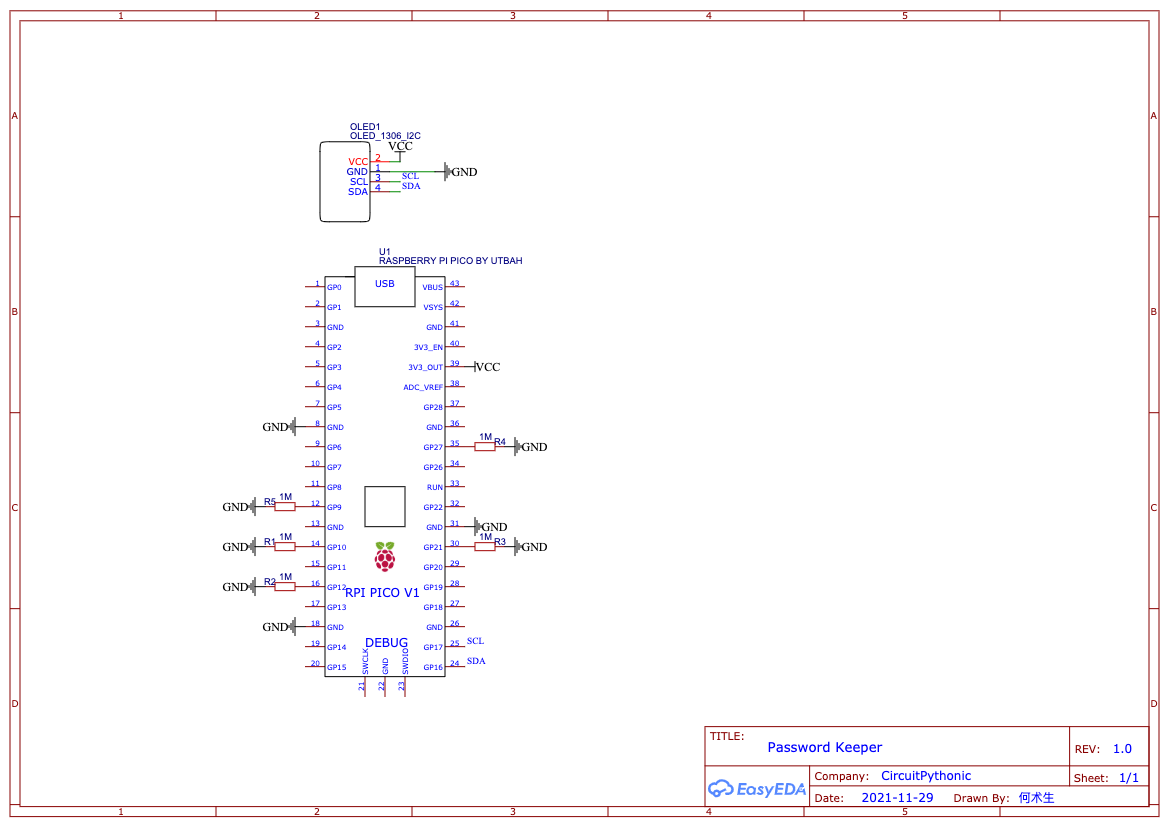 1 2 3 4 5
A A
OLED1
OLED_1306_I2C
VCC
VCC 2
GND 1 GND
SCL 3 SCL
SDA 4 SDA
B B
U1
RASPBERRY PI PICO BY UTBAH
USB
1 GP0 VBUS 43
2 GP1 VSYS 42
3 GND GND 41
4 GP2 3V3_EN 40
5 GP3 3V3_OUT 39 VCC
6 GP4 ADC_VREF 38
7 GP5 GP28 37
GND 8 GND GND 36
9 GP6 GP27 35 1M R4 GND
10 GP7 GP26 34
11 GP8 RUN 33
C C
GND R5 1M 12 GP9 GP22 32
13 GND GND 31 GND
GND R1 1M 14 GP10 GP21 30 1M R3 GND
15 GP11 GP20 29
GND R2 1M 16 GP12 GP19 28
RPI PICO V1
17 GP13 GP18 27
GND 18 GND GND 26
DEBUG
19 GP14 GP17 25 SCL
20 GP15 GP16 24 SDA
SWCLK GND SWDIO
21 22 23
D D
TITLE:
Password Keeper
REV: 1.0
EasyEDA
Company: CircuitPythonic
Sheet: 1/1
Date: 2021-11-29 Drawn By: 何术生
1 2 3 4 5